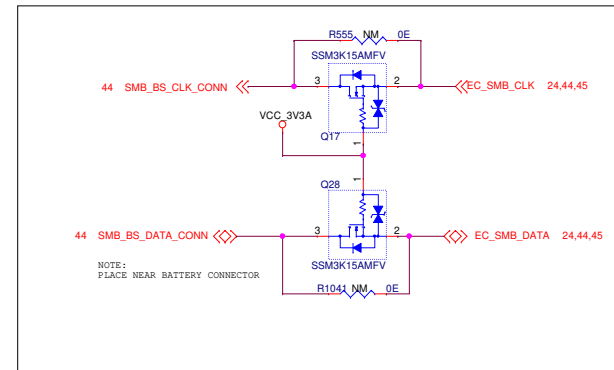 R555 NM 0E
SSM3K15AMFV
44 SMB_BS_CLK_CONN 3 2 EC_SMB_CLK 24,44,45
VCC_3V3A
Q17
1
1
Q28
44 SMB_BS_DATA_CONN 3 2 EC_SMB_DATA 24,44,45
NOTE:
PLACE NEAR BATTERY CONNECTOR
SSM3K15AMFV
R1041 NM 0E